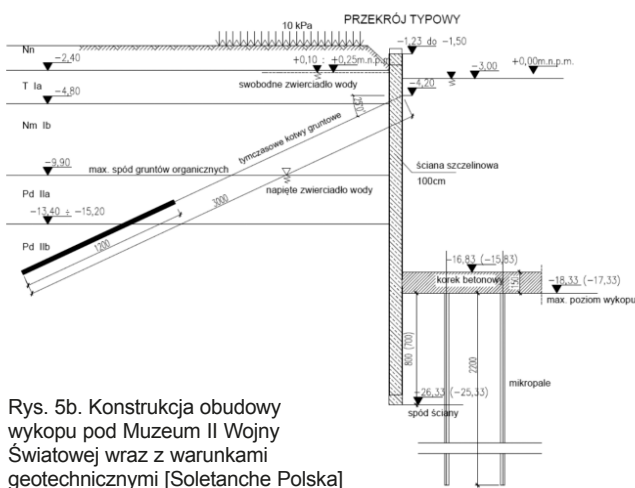 PRZEKRÓJ TYPOWY
10 kPa
Nn
-1,23 do -1,50
-2,40
+0,10 ÷ +0,25m.n.p.m.
-3,00
+0,00m n.p.m.
T Ia
swobodne zwierciadło wody
-4,80
-4,20
25°0'
Nm Ib
tymczasowe kotwy gruntowe
ściana szczelinowa
100cm
-9,90
max. spód gruntów organicznych
napięte zwierciadło wody
Pd IIa
3000
-13,40 ÷ -15,20
1200
Pd IIb
-16,83 (-15,83)
korek betonowy
150
-18,33 (-17,33)
max. poziom wykopu
800 (700)
2200
mikropale
-26,33 (-25,33)
spód ściany
Rys. 5b. Konstrukcja obudowy
wykopu pod Muzeum II Wojny
Światowej wraz z warunkami
geotechnicznymi [Soletanche Polska]